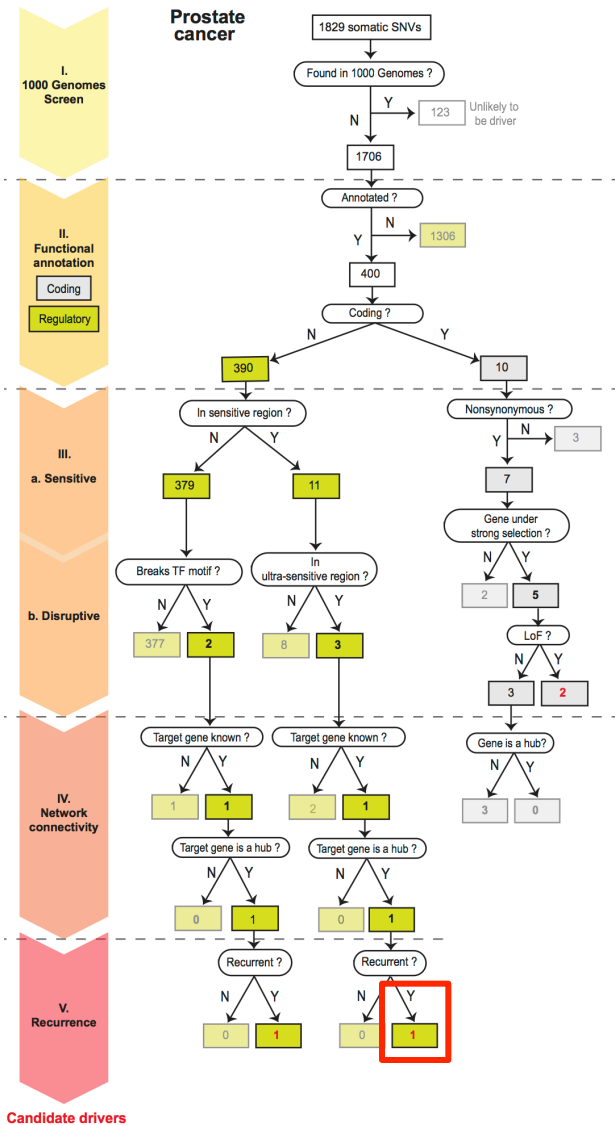 Prostate
cancer
1829 somatic SNVs
I.
1000 Genomes
Screen
Found in 1000 Genomes ?
Y
N
123
Unlikely to
be driver
1706
II.
Functional
annotation
Coding
Regulatory
Annotated ?
N
Y
1306
400
Coding ?
N
Y
390
10
III.
a. Sensitive
In sensitive region ?
Nonsynonymous ?
N
Y
N
Y
3
379
11
7
Gene under
strong selection ?
b. Disruptive
Breaks TF motif ?
In
ultra-sensitive region ?
N
Y
N
Y
N
Y
2
5
377
2
8
3
LoF ?
N
Y
3
2
IV.
Network
connectivity
Target gene known ?
Target gene known ?
Gene is a hub?
N
Y
N
Y
N
Y
1
1
2
1
3
0
Target gene is a hub ?
Target gene is a hub ?
N
Y
N
Y
0
1
0
1
V.
Recurrence
Recurrent ?
Recurrent ?
N
Y
N
Y
0
1
0
1
Candidate drivers